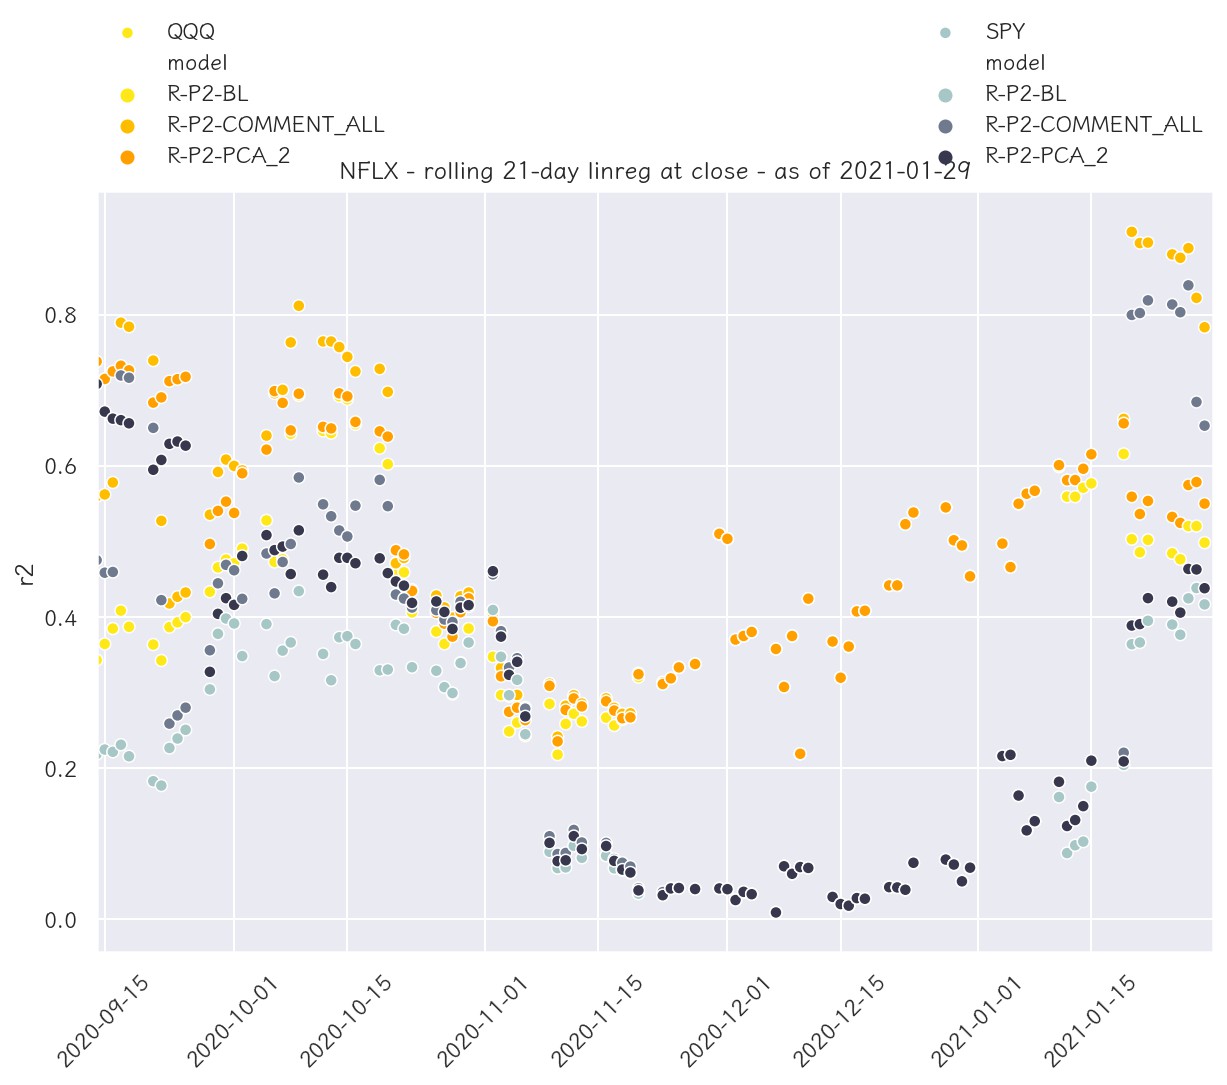 QQQ
model
R-P2-BL
R-P2-COMMENT_ALL
R-P2-PCA_2
SPY
model
R-P2-BL
R-P2-COMMENT_ALL
R-P2-PCA_2
NFLX - rolling 21-day linreg at close - as of 2021-01-29
r2
0.8
0.6
0.4
0.2
0.0
2020-09-15
2020-10-01
2020-10-15
2020-11-01
2020-11-15
2020-12-01
2020-12-15
2021-01-01
2021-01-15